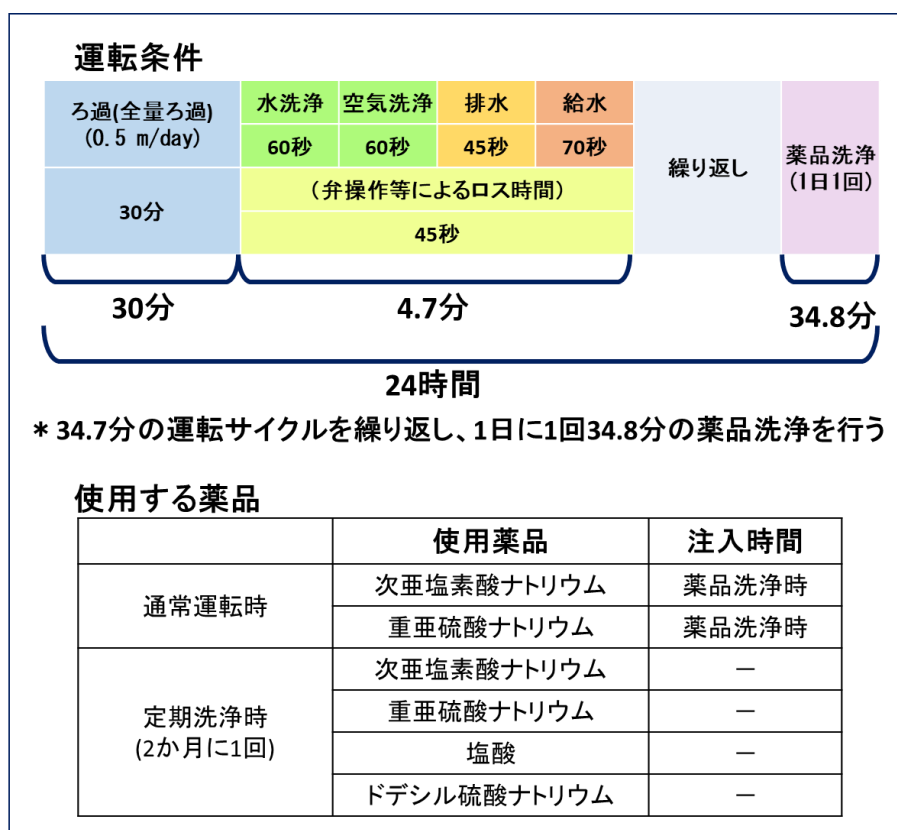 運転条件
ろ過(全量ろ過)
(0.5 m/day)
水洗浄
空気洗浄
排水
給水
60秒
60秒
45秒
70秒
繰り返し
薬品洗浄
(1日1回)
30分
(弁操作等によるロス時間)
45秒
30分
4.7分
34.8分
24時間
* 34.7分の運転サイクルを繰り返し、1日に1回34.8分の薬品洗浄を行う
使用する薬品
使用薬品
注入時間
通常運転時
次亜塩素酸ナトリウム
薬品洗浄時
重亜硫酸ナトリウム
薬品洗浄時
定期洗浄時
(2か月に1回)
次亜塩素酸ナトリウム
－
重亜硫酸ナトリウム
－
塩酸
－
ドデシル硫酸ナトリウム
－